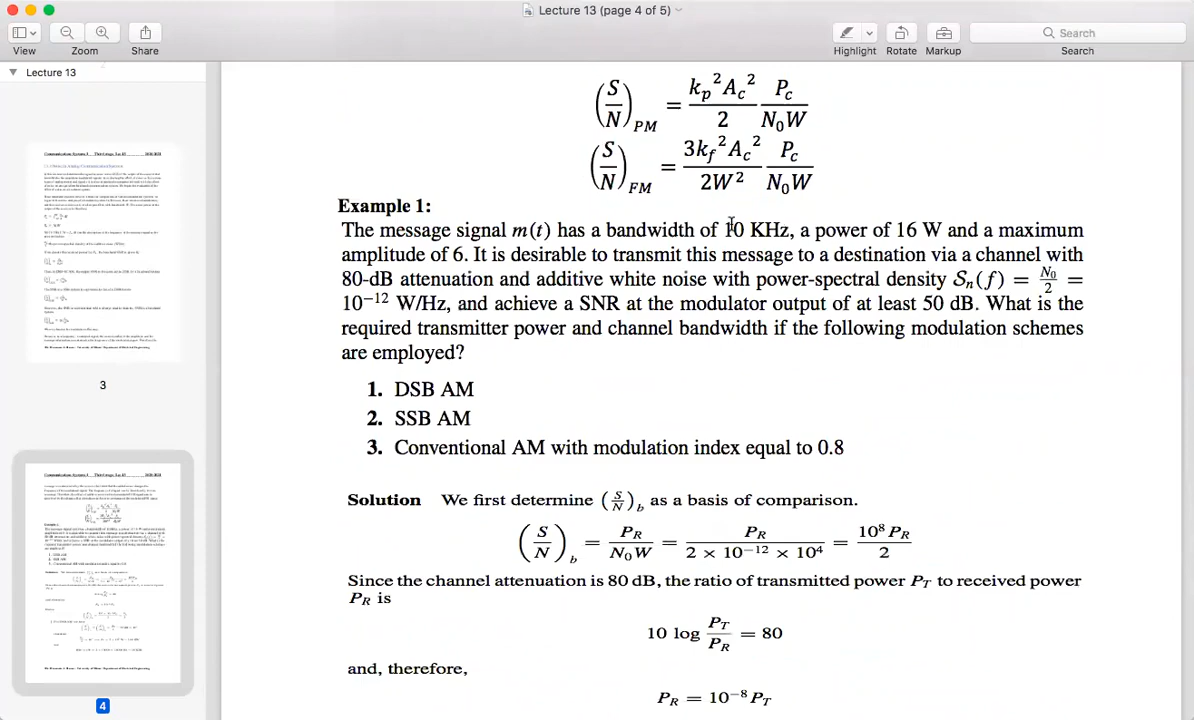 Lecture 13 (page 4 of 5)
View
Zoom
Share
Highlight
Rotate
Markup
Search
Search
Lecture 13
3
4
(S/N)_PM = (k_p² A_c² / 2) (P_c / N₀W)
(S/N)_FM = (3k_f² A_c² / 2W²) (P_c / N₀W)
Example 1:
The message signal m(t) has a bandwidth of 10 KHz, a power of 16 W and a maximum
amplitude of 6. It is desirable to transmit this message to a destination via a channel with
80-dB attenuation and additive white noise with power-spectral density S_n(f) = N₀/2 =
10⁻¹² W/Hz, and achieve a SNR at the modulator output of at least 50 dB. What is the
required transmitter power and channel bandwidth if the following modulation schemes
are employed?
1. DSB AM
2. SSB AM
3. Conventional AM with modulation index equal to 0.8
Solution We first determine (S/N)_b as a basis of comparison.
(S/N)_b = P_R / N₀W = P_R / (2 × 10⁻¹² × 10⁴) = 10⁸ P_R / 2
Since the channel attenuation is 80 dB, the ratio of transmitted power P_T to received power
P_R is
10 log P_T / P_R = 80
and, therefore,
P_R = 10⁻⁸ P_T